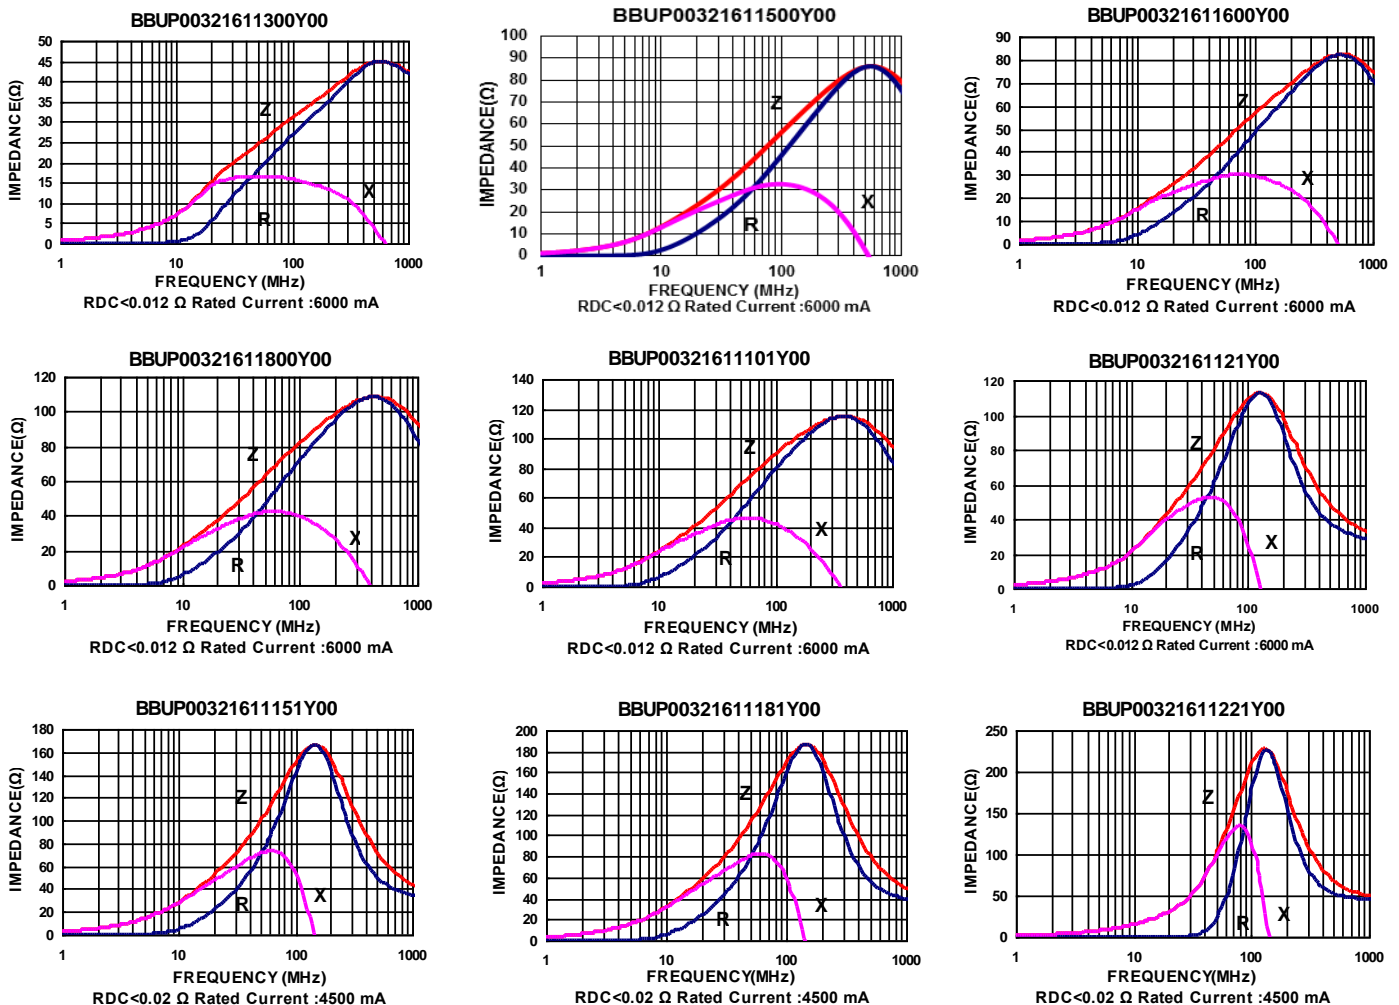 BBUP00321611300Y00
IMPEDANCE(Ω)
50
45
40
35
30
25
20
15
10
5
0
Z
R
X
1 10 100 1000
FREQUENCY (MHz)
RDC<0.012 Ω Rated Current :6000 mA
BBUP00321611500Y00
IMPEDANCE(Ω)
100
90
80
70
60
50
40
30
20
10
0
Z
R
X
1 10 100 1000
FREQUENCY (MHz)
RDC<0.012 Ω Rated Current :6000 mA
BBUP00321611600Y00
IMPEDANCE(Ω)
90
80
70
60
50
40
30
20
10
0
Z
R
X
1 10 100 1000
FREQUENCY (MHz)
RDC<0.012 Ω Rated Current :6000 mA
BBUP00321611800Y00
IMPEDANCE(Ω)
120
100
80
60
40
20
0
Z
R
X
1 10 100 1000
FREQUENCY (MHz)
RDC<0.012 Ω Rated Current :6000 mA
BBUP00321611101Y00
IMPEDANCE(Ω)
140
120
100
80
60
40
20
0
Z
R
X
1 10 100 1000
FREQUENCY (MHz)
RDC<0.012 Ω Rated Current :6000 mA
BBUP0032161121Y00
IMPEDANCE(Ω)
120
100
80
60
40
20
0
Z
R
X
1 10 100 1000
FREQUENCY (MHz)
RDC<0.012 Ω Rated Current :6000 mA
BBUP00321611151Y00
IMPEDANCE(Ω)
180
160
140
120
100
80
60
40
20
0
Z
R
X
1 10 100 1000
FREQUENCY (MHz)
RDC<0.02 Ω Rated Current :4500 mA
BBUP00321611181Y00
IMPEDANCE(Ω)
200
180
160
140
120
100
80
60
40
20
0
Z
R
X
1 10 100 1000
FREQUENCY (MHz)
RDC<0.02 Ω Rated Current :4500 mA
BBUP00321611221Y00
IMPEDANCE(Ω)
250
200
150
100
50
0
Z
R
X
1 10 100 1000
FREQUENCY(MHz)
RDC<0.02 Ω Rated Current :4500 mA